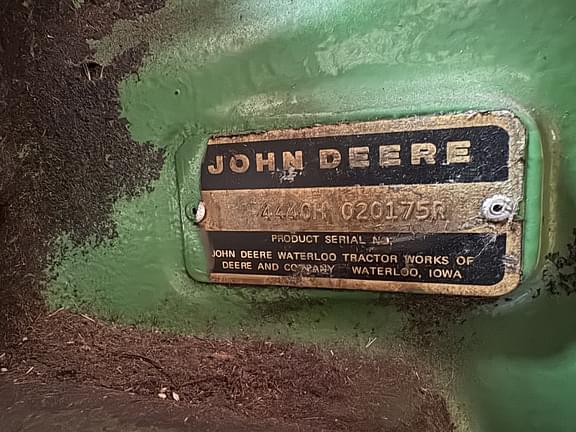 JOHN DEERE
4440H 020175R
PRODUCT SERIAL NO.
JOHN DEERE WATERLOO TRACTOR WORKS OF
DEERE AND COMPANY WATERLOO, IOWA